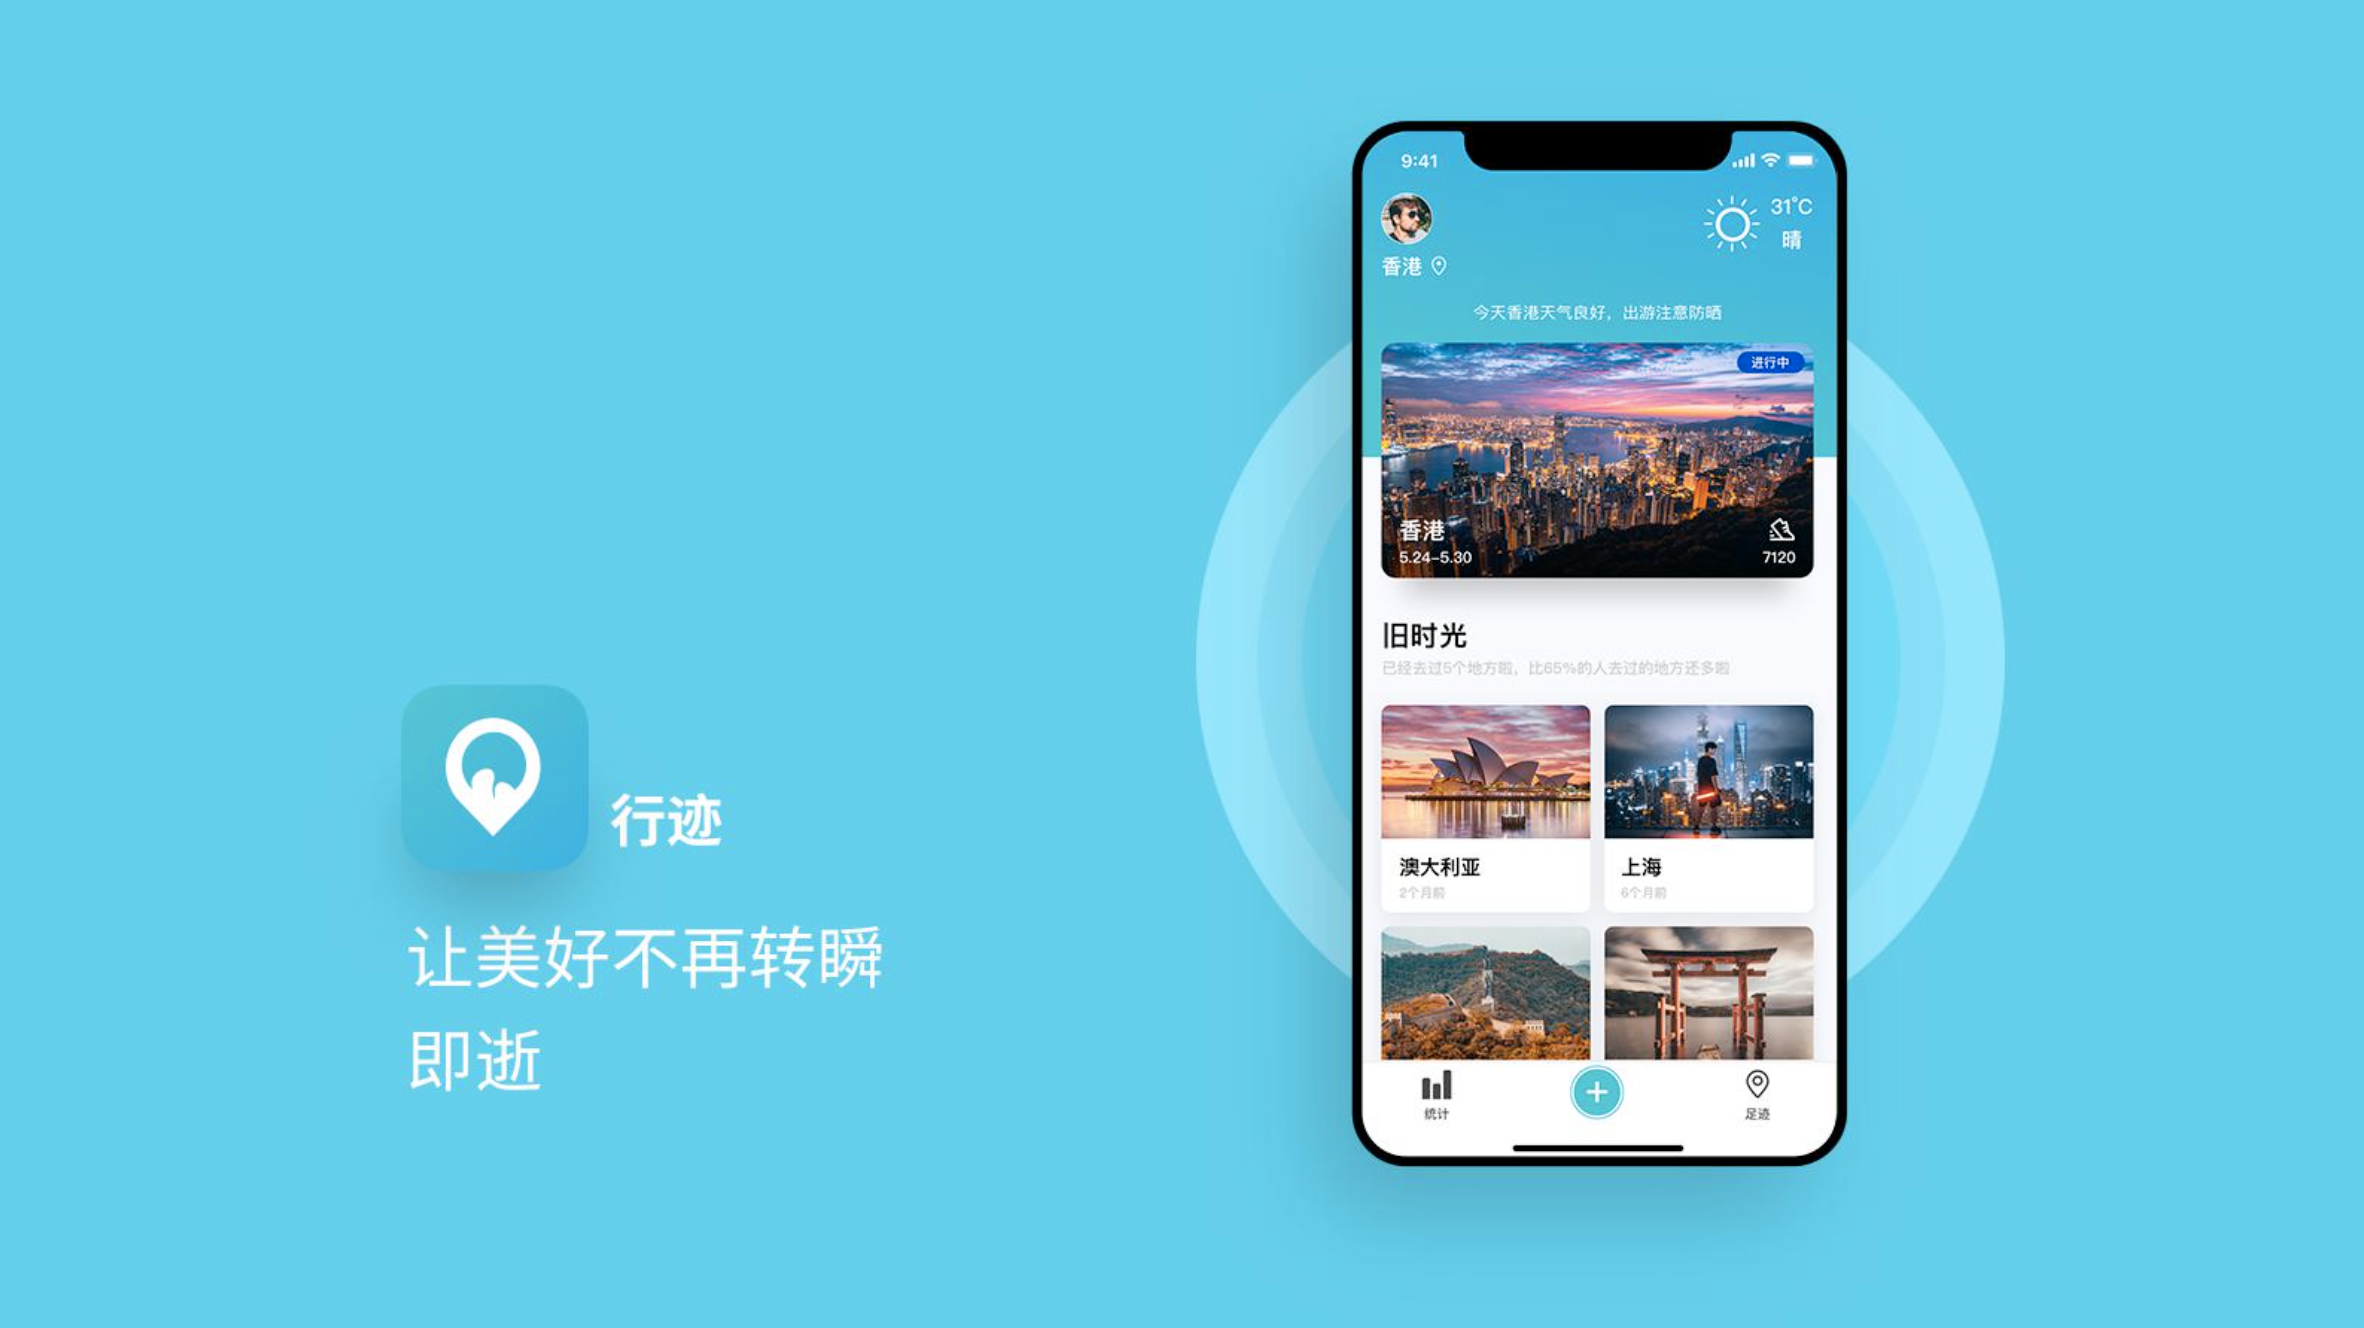 行迹
让美好不再转瞬
即逝
9:41
31°C
晴
香港
今天香港天气良好，出游注意防晒
进行中
香港
5.24-5.30
7120
旧时光
已经去过5个地方啦，比65%的人去过的地方还多啦
澳大利亚
2个月前
上海
6个月前
统计
足迹